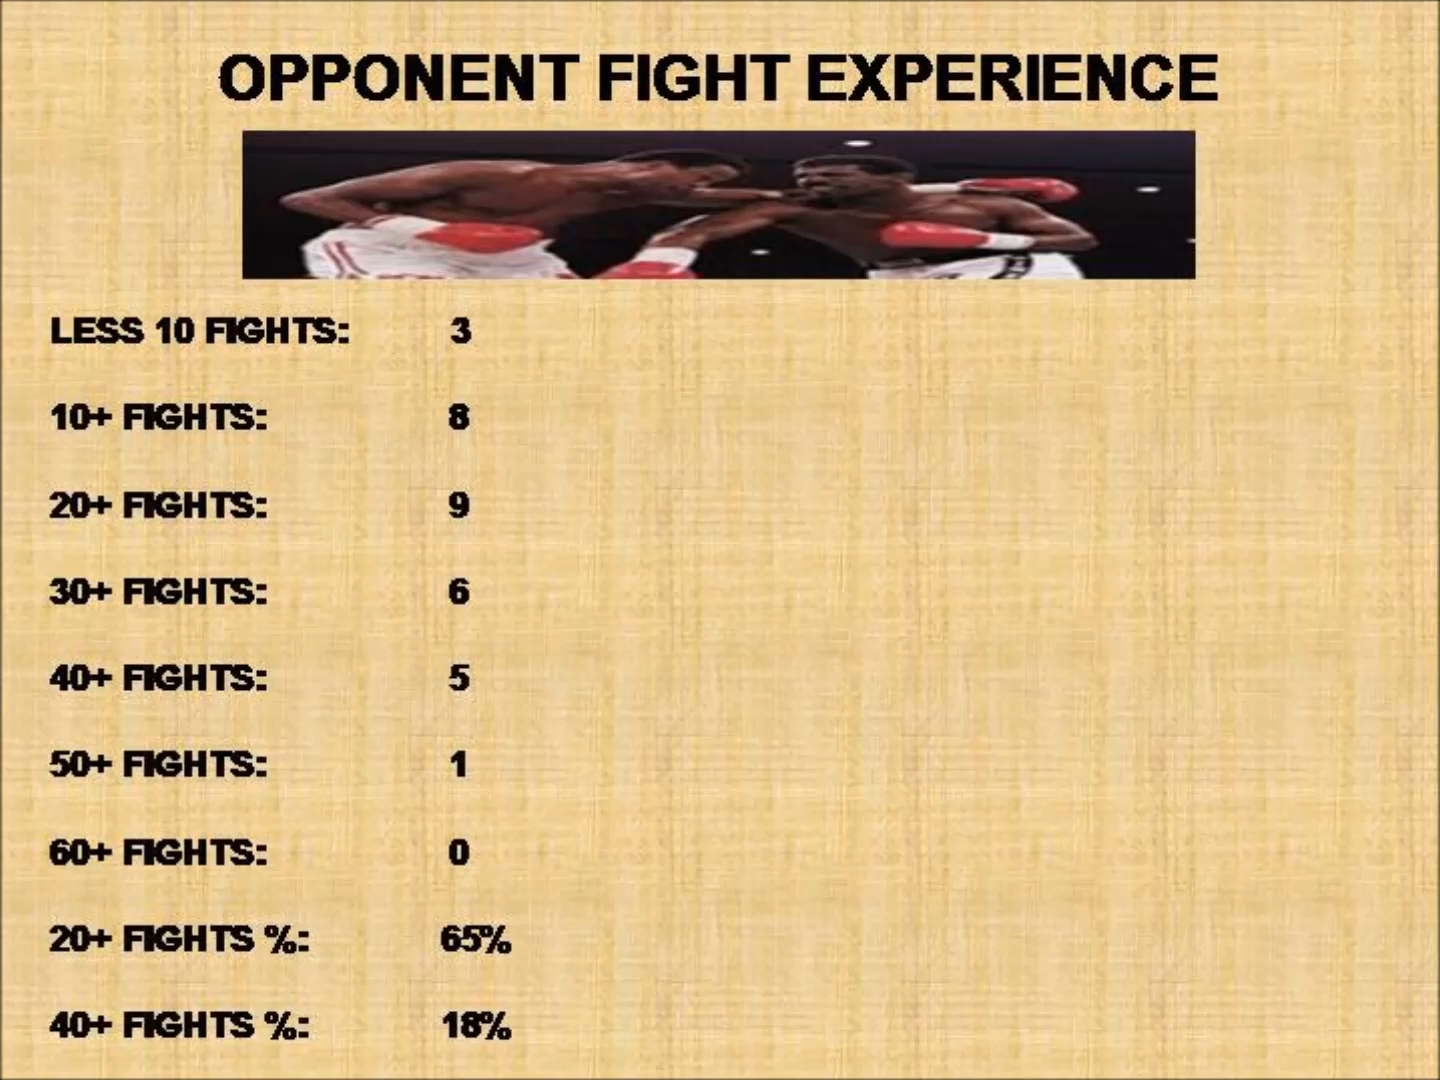 OPPONENT FIGHT EXPERIENCE
LESS 10 FIGHTS: 3
10+ FIGHTS: 8
20+ FIGHTS: 9
30+ FIGHTS: 6
40+ FIGHTS: 5
50+ FIGHTS: 1
60+ FIGHTS: 0
20+ FIGHTS %: 65%
40+ FIGHTS %: 18%